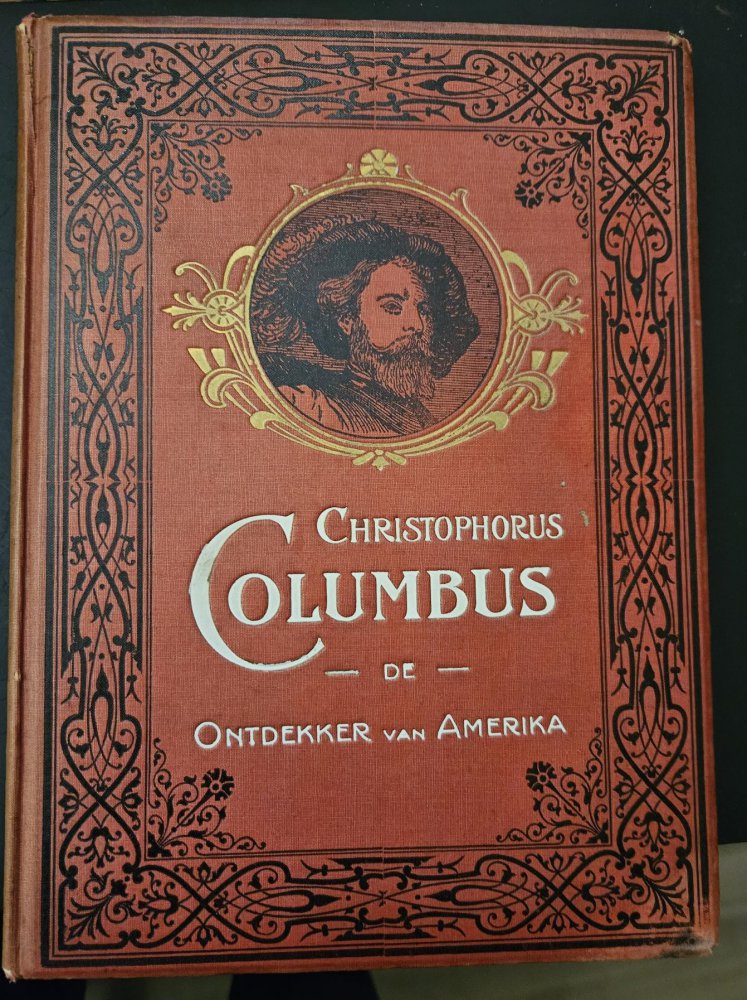 CHRISTOPHORUS
COLUMBUS
— DE —
ONTDEKKER VAN AMERIKA